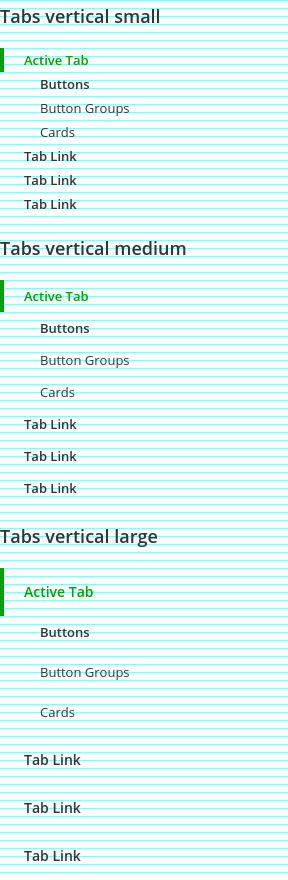 Tabs vertical small
Active Tab
Buttons
Button Groups
Cards
Tab Link
Tab Link
Tab Link
Tabs vertical medium
Active Tab
Buttons
Button Groups
Cards
Tab Link
Tab Link
Tab Link
Tabs vertical large
Active Tab
Buttons
Button Groups
Cards
Tab Link
Tab Link
Tab Link